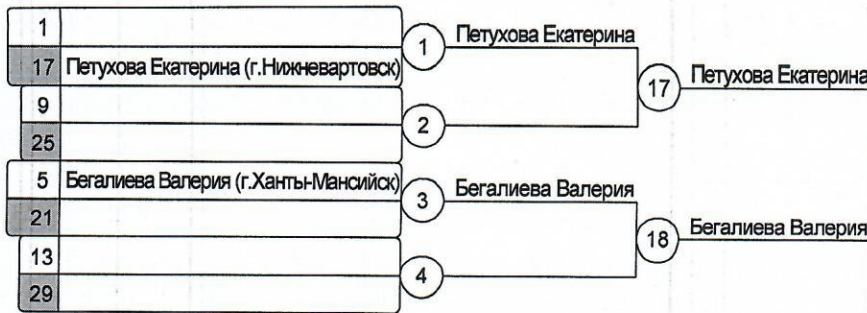 1
17 Петухова Екатерина (г.Нижневартовск)
1 Петухова Екатерина
17 Петухова Екатерина
9
25
2
5 Бегалиева Валерия (г.Ханты-Мансийск)
21
3 Бегалиева Валерия
18 Бегалиева Валерия
13
29
4